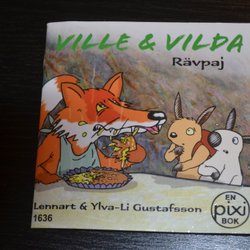 VILLE & VILDA
Rävpaj
EN
pixi
BOK
Lennart & Ylva-Li Gustafsson
1636